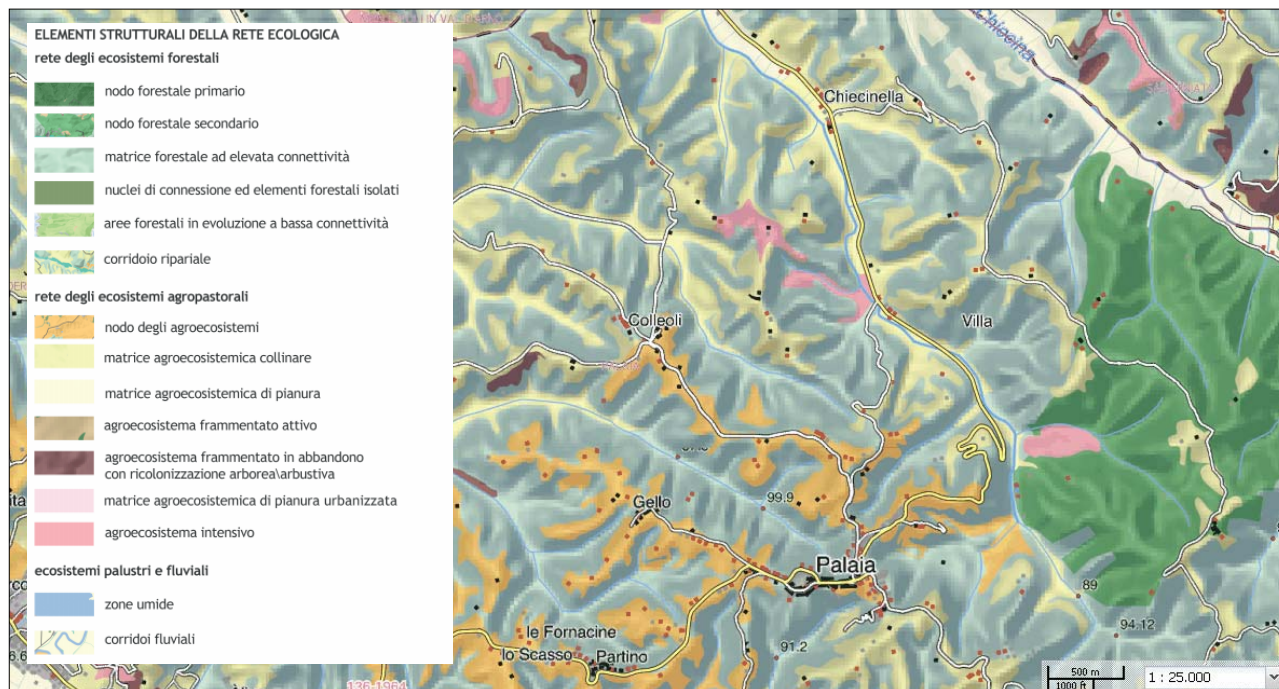 ELEMENTI STRUTTURALI DELLA RETE ECOLOGICA
rete degli ecosistemi forestali
nodo forestale primario
nodo forestale secondario
matrice forestale ad elevata connettività
nuclei di connessione ed elementi forestali isolati
aree forestali in evoluzione a bassa connettività
corridoio ripariale
rete degli ecosistemi agropastorali
nodo degli agroecosistemi
matrice agroecosistemica collinare
matrice agroecosistemica di pianura
agroecosistema frammentato attivo
agroecosistema frammentato in abbandono
con ricolonizzazione arborea\arbustiva
matrice agroecosistemica di pianura urbanizzata
agroecosistema intensivo
ecosistemi palustri e fluviali
zone umide
corridoi fluviali
Chiecina
Chiecinella
Villa
Colleoli
Gello
99.9
Palaia
89
94.12
91.2
le Fornacine
lo Scasso
Partino
136-1964
500 m
1000 ft
1 : 25.000